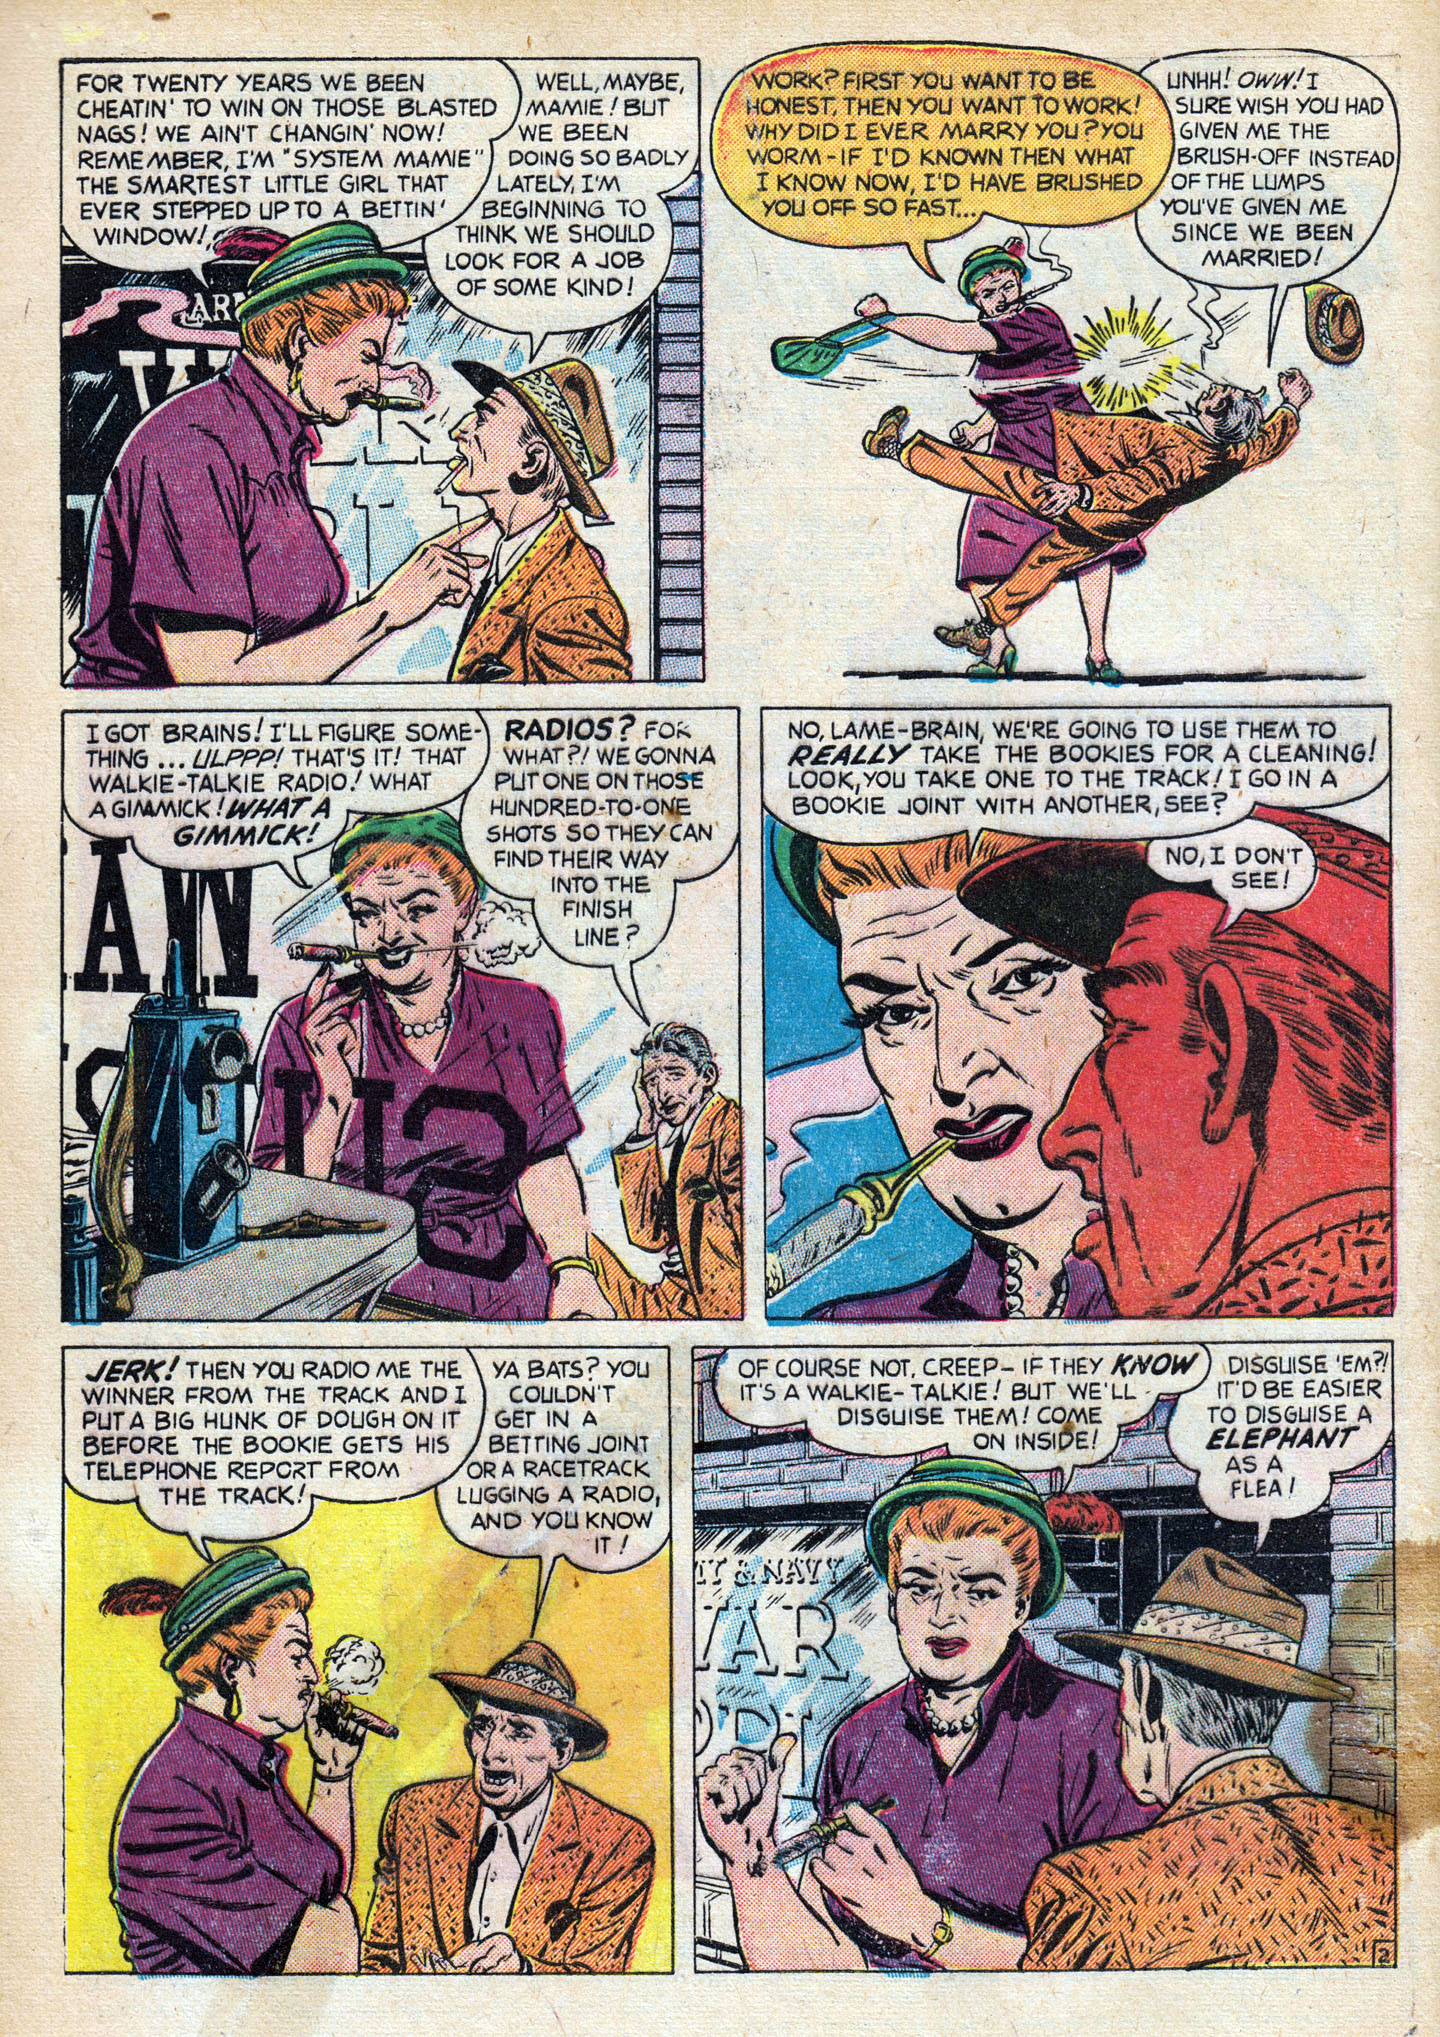 FOR TWENTY YEARS WE BEEN
CHEATIN' TO WIN ON THOSE BLASTED
NAGS! WE AIN'T CHANGIN' NOW!
REMEMBER, I'M "SYSTEM MAMIE"
THE SMARTEST LITTLE GIRL THAT
EVER STEPPED UP TO A BETTIN'
WINDOW!
WELL, MAYBE,
MAMIE! BUT
WE BEEN
DOING SO BADLY
LATELY, I'M
BEGINNING TO
THINK WE SHOULD
LOOK FOR A JOB
OF SOME KIND!
WORK? FIRST YOU WANT TO BE
HONEST, THEN YOU WANT TO WORK!
WHY DID I EVER MARRY YOU? YOU
WORM - IF I'D KNOWN THEN WHAT
I KNOW NOW, I'D HAVE BRUSHED
YOU OFF SO FAST...
UNHH! OWW! I
SURE WISH YOU HAD
GIVEN ME THE
BRUSH-OFF INSTEAD
OF THE LUMPS
YOU'VE GIVEN ME
SINCE WE BEEN
MARRIED!
I GOT BRAINS! I'LL FIGURE SOME-
THING ... ULPPP! THAT'S IT! THAT
WALKIE-TALKIE RADIO! WHAT
A GIMMICK! WHAT A
GIMMICK!
RADIOS? FOR
WHAT?! WE GONNA
PUT ONE ON THOSE
HUNDRED-TO-ONE
SHOTS SO THEY CAN
FIND THEIR WAY
INTO THE
FINISH
LINE?
NO, LAME-BRAIN, WE'RE GOING TO USE THEM TO
REALLY TAKE THE BOOKIES FOR A CLEANING!
LOOK, YOU TAKE ONE TO THE TRACK! I GO IN A
BOOKIE JOINT WITH ANOTHER, SEE?
NO, I DON'T
SEE!
JERK! THEN YOU RADIO ME THE
WINNER FROM THE TRACK AND I
PUT A BIG HUNK OF DOUGH ON IT
BEFORE THE BOOKIE GETS HIS
TELEPHONE REPORT FROM
THE TRACK!
YA BATS? YOU
COULDN'T
GET IN A
BETTING JOINT
OR A RACETRACK
LUGGING A RADIO,
AND YOU KNOW
IT!
OF COURSE NOT, CREEP - IF THEY KNOW
IT'S A WALKIE-TALKIE! BUT WE'LL
DISGUISE THEM! COME
ON INSIDE!
DISGUISE 'EM?!
IT'D BE EASIER
TO DISGUISE A
ELEPHANT
AS A
FLEA!
& NAVY
WAR
2